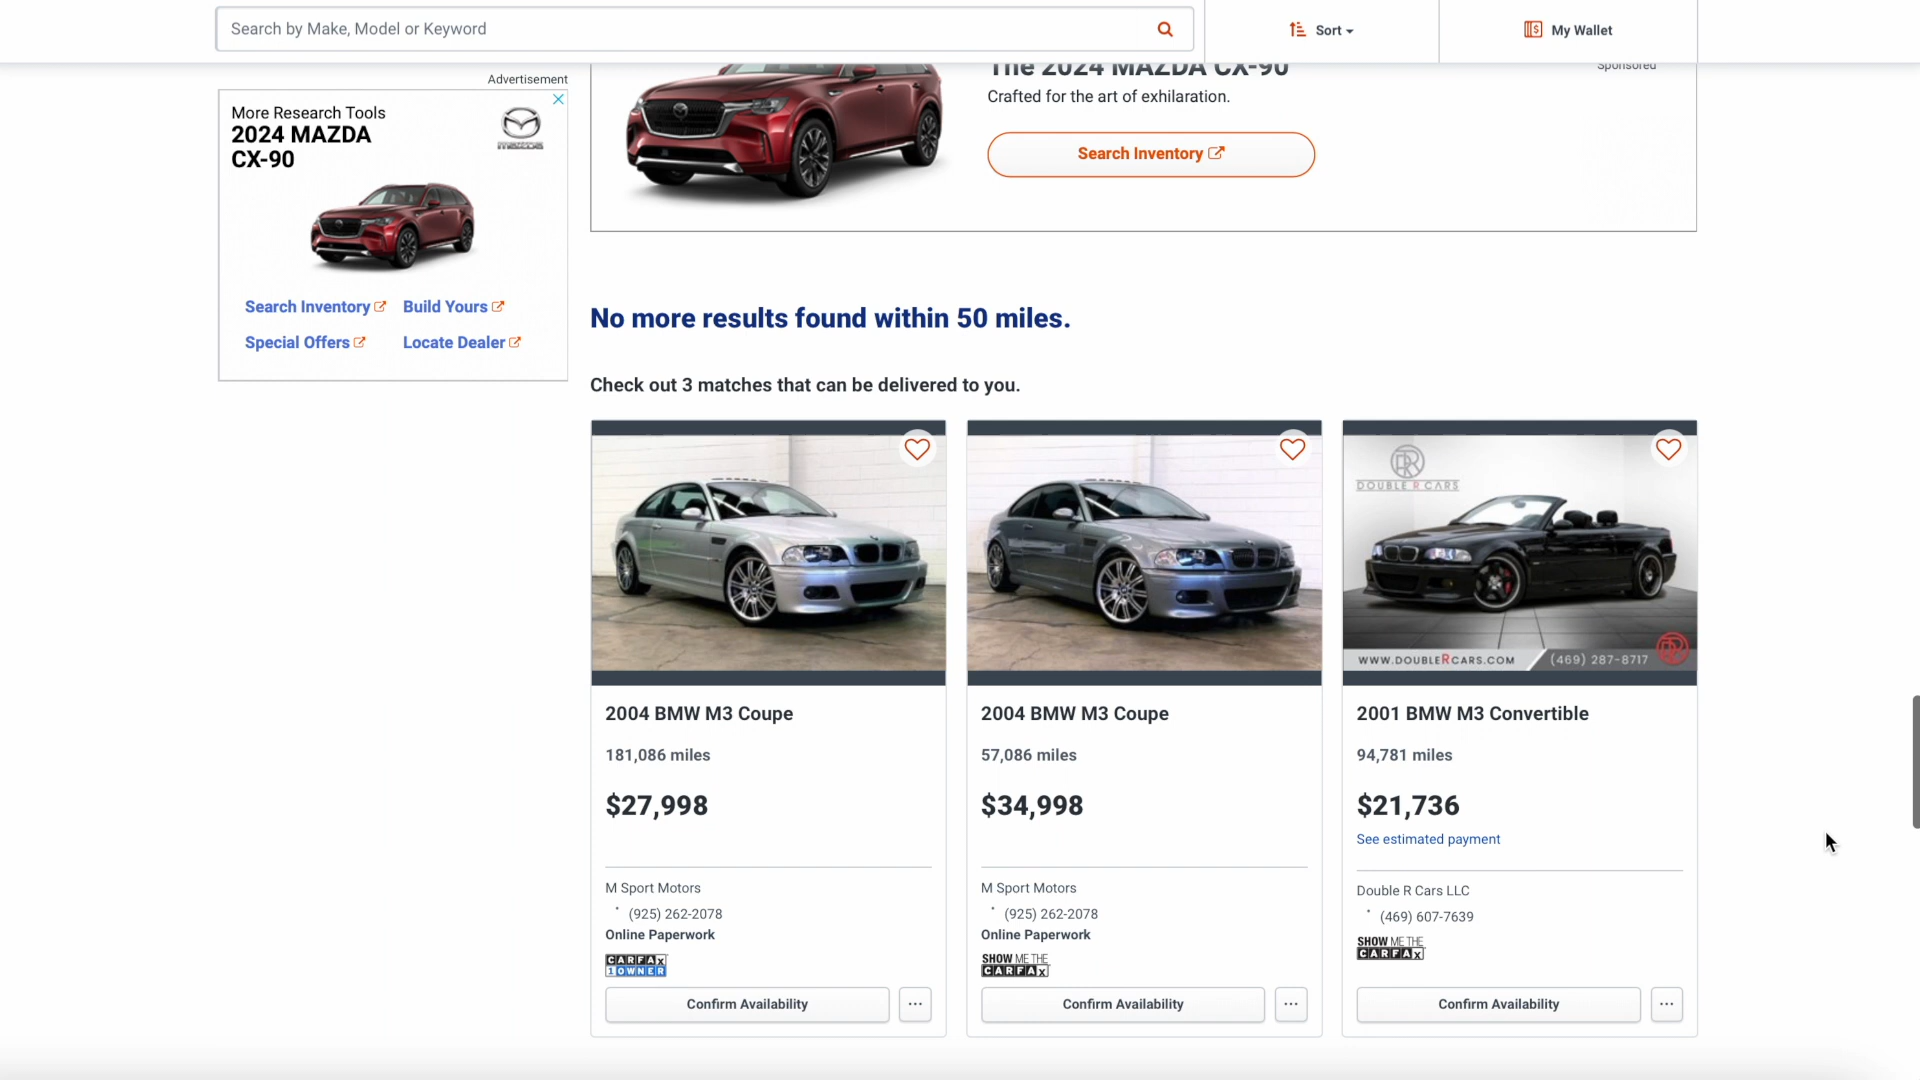 Search by Make, Model or Keyword
Sort
My Wallet
Advertisement
More Research Tools
2024 MAZDA
CX-90
mazda
Search Inventory
Build Yours
Special Offers
Locate Dealer
The 2024 MAZDA CX-90
Sponsored
Crafted for the art of exhilaration.
Search Inventory
No more results found within 50 miles.
Check out 3 matches that can be delivered to you.
2004 BMW M3 Coupe
181,086 miles
$27,998
M Sport Motors
(925) 262-2078
Online Paperwork
CARFAX
1 OWNER
Confirm Availability
...
2004 BMW M3 Coupe
57,086 miles
$34,998
M Sport Motors
(925) 262-2078
Online Paperwork
SHOW ME THE
CARFAX
Confirm Availability
...
DR
DOUBLE R CARS
WWW.DOUBLERCARS.COM
(469) 287-8717
2001 BMW M3 Convertible
94,781 miles
$21,736
See estimated payment
Double R Cars LLC
(469) 607-7639
SHOW ME THE
CARFAX
Confirm Availability
...